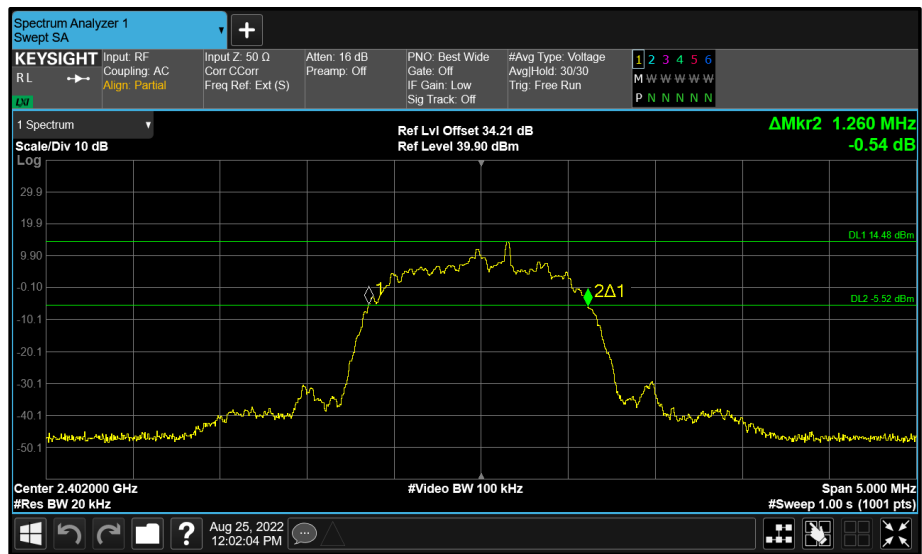 Spectrum Analyzer 1
Swept SA
KEYSIGHT
R L
LXI
Input: RF
Coupling: AC
Align: Partial
Input Z: 50 Ω
Corr CCorr
Freq Ref: Ext (S)
Atten: 16 dB
Preamp: Off
PNO: Best Wide
Gate: Off
IF Gain: Low
Sig Track: Off
#Avg Type: Voltage
Avg|Hold: 30/30
Trig: Free Run
1 2 3 4 5 6
M W W W W W
P N N N N N
1 Spectrum
Scale/Div 10 dB
Ref Lvl Offset 34.21 dB
Ref Level 39.90 dBm
ΔMkr2 1.260 MHz
-0.54 dB
Log
29.9
19.9
9.90
-0.10
-10.1
-20.1
-30.1
-40.1
-50.1
DL1 14.48 dBm
1
2Δ1
DL2 -5.52 dBm
Center 2.402000 GHz
#Res BW 20 kHz
#Video BW 100 kHz
Span 5.000 MHz
#Sweep 1.00 s (1001 pts)
?
Aug 25, 2022
12:02:04 PM